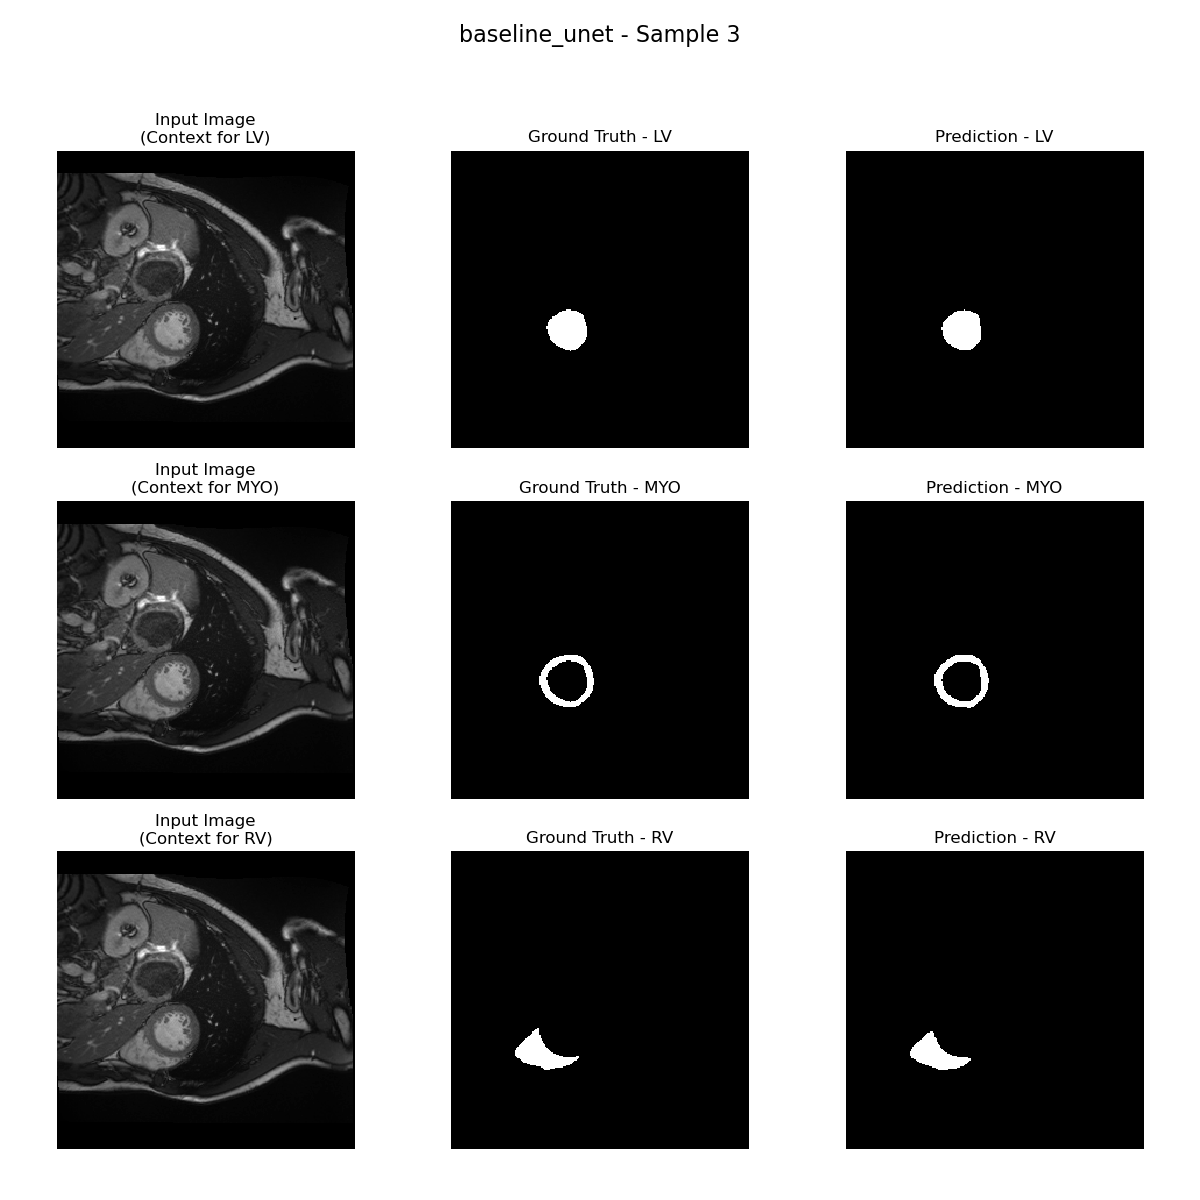 baseline_unet - Sample 3
Input Image
(Context for LV)
Ground Truth - LV
Prediction - LV
Input Image
(Context for MYO)
Ground Truth - MYO
Prediction - MYO
Input Image
(Context for RV)
Ground Truth - RV
Prediction - RV